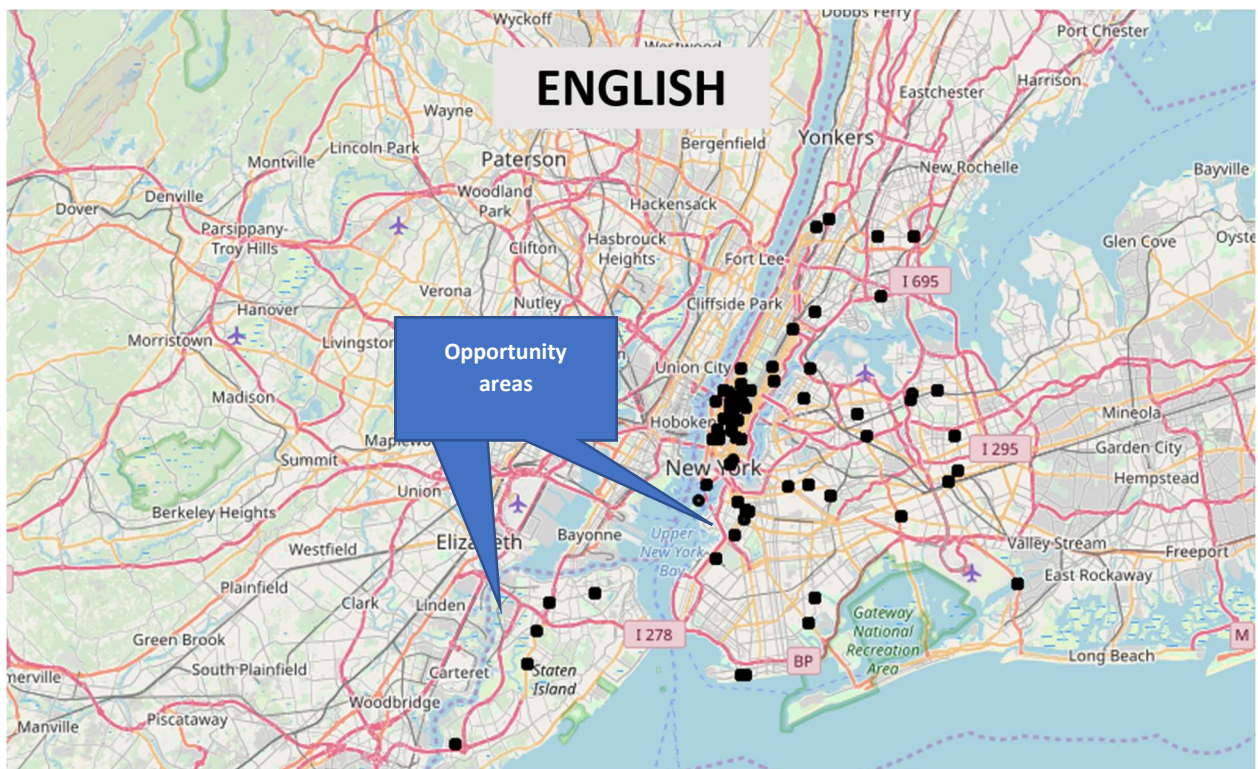 Wyckoff
Dobbs Ferry
Port Chester
Westwood
Harrison
ENGLISH
Eastchester
Wayne
Lincoln Park
Bergenfield
Yonkers
Montville
Paterson
New Rochelle
Bayville
Denville
Woodland
Park
Hackensack
Dover
Parsippany-
Troy Hills
Clifton
Hasbrouck
Heights
Fort Lee
Glen Cove
Oyste
I 695
Verona
Nutley
Cliffside Park
Hanover
Morristown
Livingston
Opportunity
areas
Union City
Madison
Mineola
Hoboken
Maplewo
Garden City
I 295
Summit
New York
Hempstead
Union
Berkeley Heights
Elizabeth
Bayonne
Upper
New York
Bay
Valley Stream
Freeport
Westfield
East Rockaway
Plainfield
Clark
Linden
Gateway
National
Recreation
Area
I 278
M
Green Brook
South Plainfield
Carteret
Staten
Island
BP
Long Beach
merville
Woodbridge
Piscataway
Manville